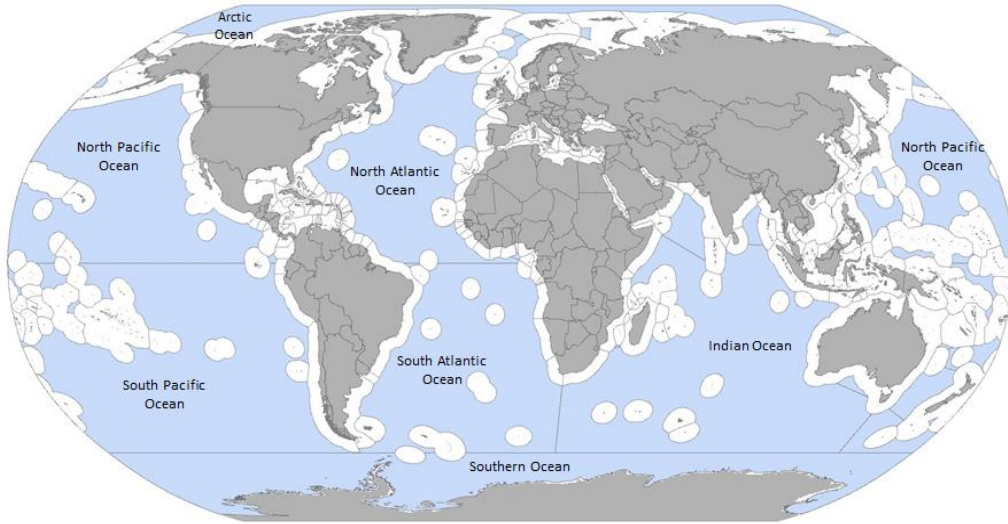 Arctic
Ocean
North Pacific
Ocean
North Atlantic
Ocean
North Pacific
Ocean
South Pacific
Ocean
South Atlantic
Ocean
Indian Ocean
Southern Ocean